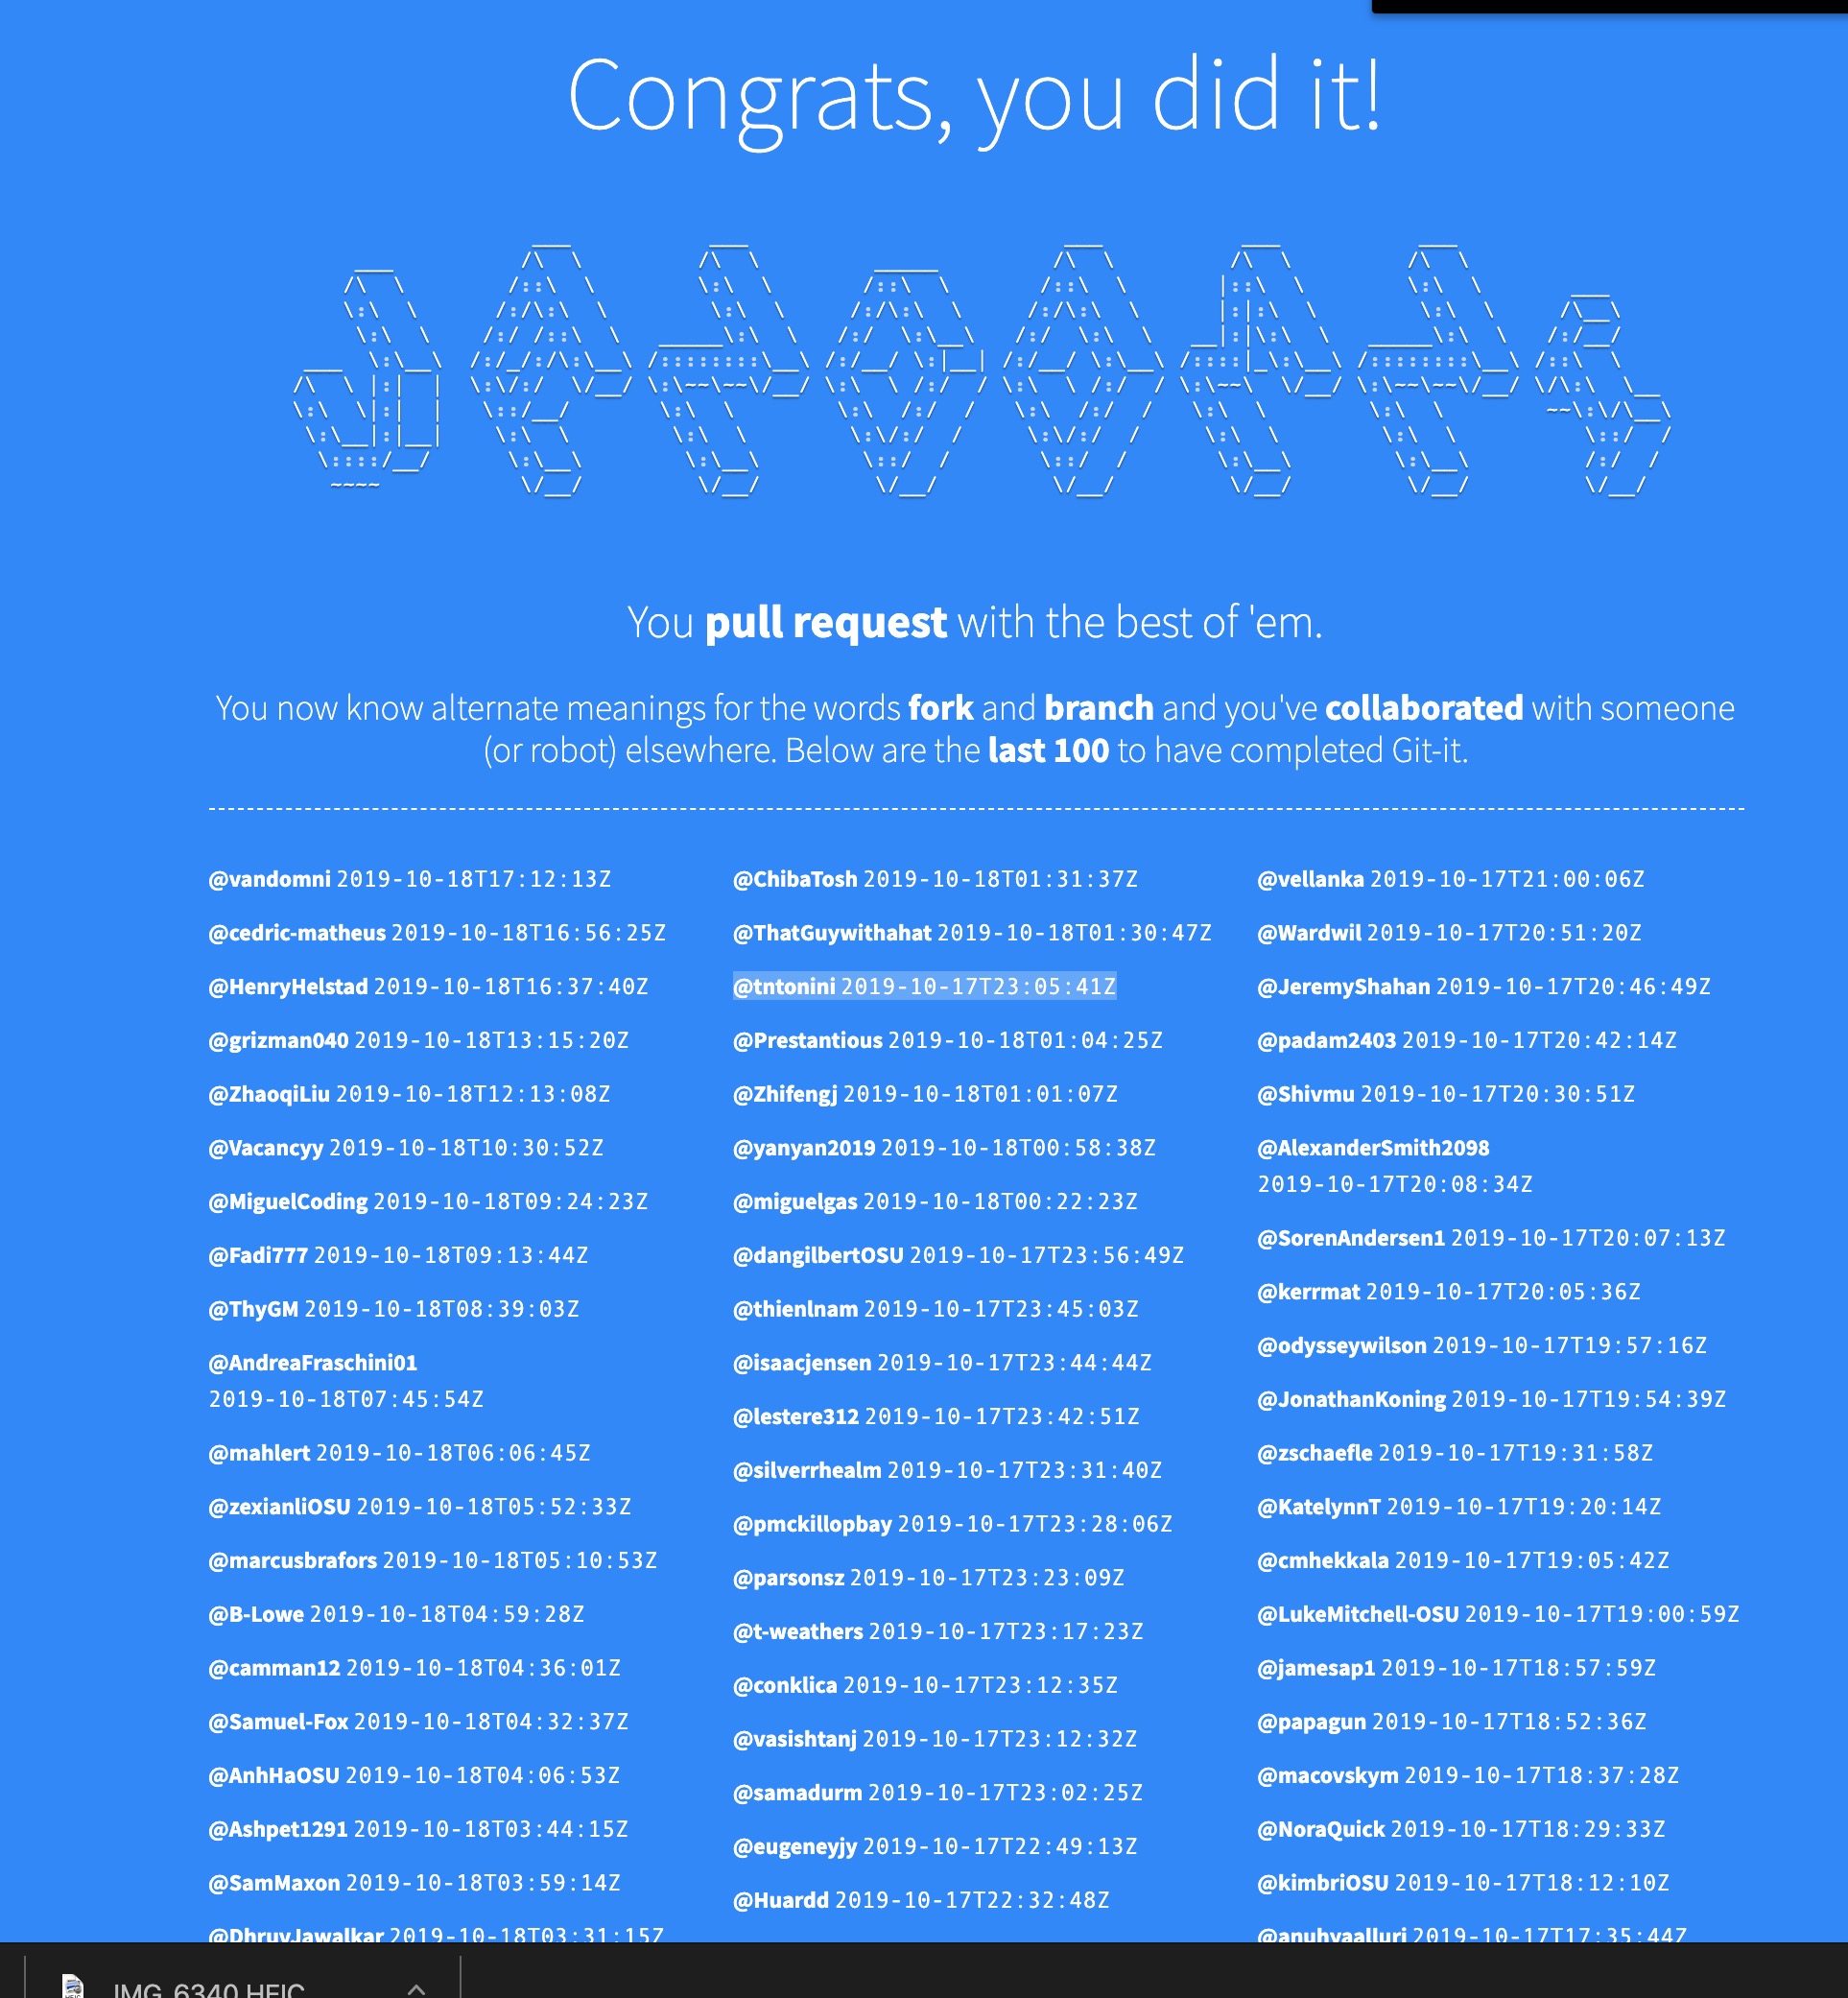 Congrats, you did it!
You pull request with the best of 'em.
You now know alternate meanings for the words fork and branch and you've collaborated with someone
(or robot) elsewhere. Below are the last 100 to have completed Git-it.
@vandomni 2019-10-18T17:12:13Z
@cedric-matheus 2019-10-18T16:56:25Z
@HenryHelstad 2019-10-18T16:37:40Z
@grizman040 2019-10-18T13:15:20Z
@ZhaoqiLiu 2019-10-18T12:13:08Z
@Vacancyy 2019-10-18T10:30:52Z
@MiguelCoding 2019-10-18T09:24:23Z
@Fadi777 2019-10-18T09:13:44Z
@ThyGM 2019-10-18T08:39:03Z
@AndreaFraschini01
2019-10-18T07:45:54Z
@mahlert 2019-10-18T06:06:45Z
@zexianliOSU 2019-10-18T05:52:33Z
@marcusbrafors 2019-10-18T05:10:53Z
@B-Lowe 2019-10-18T04:59:28Z
@camman12 2019-10-18T04:36:01Z
@Samuel-Fox 2019-10-18T04:32:37Z
@AnhHaOSU 2019-10-18T04:06:53Z
@Ashpet1291 2019-10-18T03:44:15Z
@SamMaxon 2019-10-18T03:59:14Z
@DhruvJawalkar 2019-10-18T03:31:15Z
@ChibaTosh 2019-10-18T01:31:37Z
@ThatGuywithahat 2019-10-18T01:30:47Z
@tntonini 2019-10-17T23:05:41Z
@Prestantious 2019-10-18T01:04:25Z
@Zhifengj 2019-10-18T01:01:07Z
@yanyan2019 2019-10-18T00:58:38Z
@miguelgas 2019-10-18T00:22:23Z
@dangilbertOSU 2019-10-17T23:56:49Z
@thienlnam 2019-10-17T23:45:03Z
@isaacjensen 2019-10-17T23:44:44Z
@lestere312 2019-10-17T23:42:51Z
@silverrhealm 2019-10-17T23:31:40Z
@pmckillopbay 2019-10-17T23:28:06Z
@parsonsz 2019-10-17T23:23:09Z
@t-weathers 2019-10-17T23:17:23Z
@conklica 2019-10-17T23:12:35Z
@vasishtanj 2019-10-17T23:12:32Z
@samadurm 2019-10-17T23:02:25Z
@eugeneyjy 2019-10-17T22:49:13Z
@Huardd 2019-10-17T22:32:48Z
@vellanka 2019-10-17T21:00:06Z
@Wardwil 2019-10-17T20:51:20Z
@JeremyShahan 2019-10-17T20:46:49Z
@padam2403 2019-10-17T20:42:14Z
@Shivmu 2019-10-17T20:30:51Z
@AlexanderSmith2098
2019-10-17T20:08:34Z
@SorenAndersen1 2019-10-17T20:07:13Z
@kerrmat 2019-10-17T20:05:36Z
@odysseywilson 2019-10-17T19:57:16Z
@JonathanKoning 2019-10-17T19:54:39Z
@zschaefle 2019-10-17T19:31:58Z
@KatelynnT 2019-10-17T19:20:14Z
@cmhekkala 2019-10-17T19:05:42Z
@LukeMitchell-OSU 2019-10-17T19:00:59Z
@jamesap1 2019-10-17T18:57:59Z
@papagun 2019-10-17T18:52:36Z
@macovskym 2019-10-17T18:37:28Z
@NoraQuick 2019-10-17T18:29:33Z
@kimbriOSU 2019-10-17T18:12:10Z
@anuhyaalluri 2019-10-17T17:35:44Z
IMG_6340.HEIC